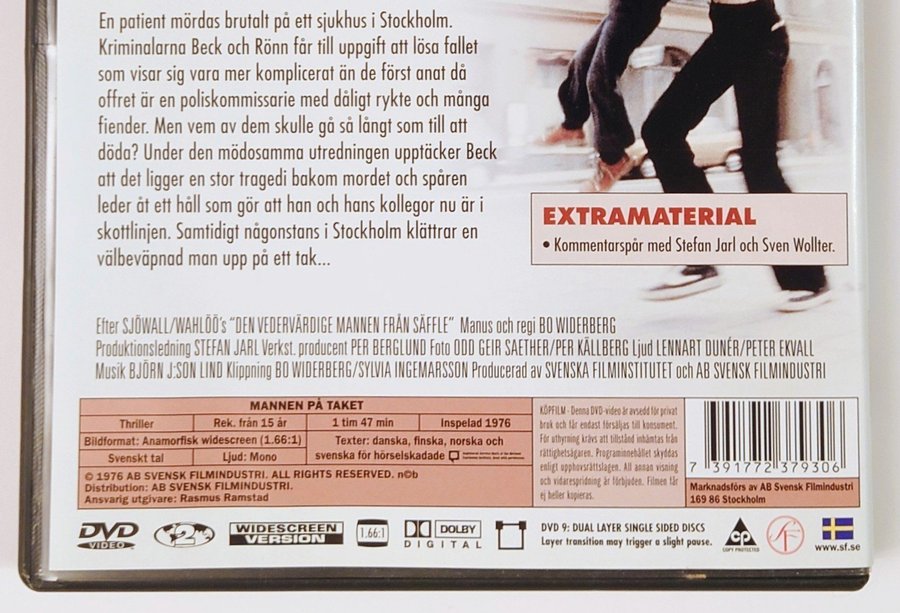 En patient mördas brutalt på ett sjukhus i Stockholm.
Kriminalarna Beck och Rönn får till uppgift att lösa fallet
som visar sig vara mer komplicerat än de först anat då
offret är en poliskommissarie med dåligt rykte och många
fiender. Men vem av dem skulle gå så långt som till att
döda? Under den mödosamma utredningen upptäcker Beck
att det ligger en stor tragedi bakom mordet och spåren
leder åt ett håll som gör att han och hans kollegor nu är i
skottlinjen. Samtidigt någonstans i Stockholm klättrar en
välbeväpnad man upp på ett tak...
EXTRAMATERIAL
• Kommentarspår med Stefan Jarl och Sven Wollter.
Efter SJÖWALL/WAHLÖÖ's "DEN VEDERVÄRDIGE MANNEN FRÅN SÄFFLE" Manus och regi BO WIDERBERG
Produktionsledning STEFAN JARL Verkst. producent PER BERGLUND Foto ODD GEIR SAETHER/PER KÄLLBERG Ljud LENNART DUNÉR/PETER EKVALL
Musik BJÖRN J:SON LIND Klippning BO WIDERBERG/SYLVIA INGEMARSSON Producerad av SVENSKA FILMINSTITUTET och AB SVENSK FILMINDUSTRI
MANNEN PÅ TAKET
Thriller Rek. från 15 år 1 tim 47 min Inspelad 1976
Bildformat: Anamorfisk widescreen (1.66:1)
Svenskt tal Ljud: Mono
Texter: danska, finska, norska och
svenska för hörselskadade
© 1976 AB SVENSK FILMINDUSTRI. ALL RIGHTS RESERVED. n©b
Distribution: AB SVENSK FILMINDUSTRI.
Ansvarig utgivare: Rasmus Ramstad
KÖPFILM - Denna DVD-video är avsedd för privat
bruk och får endast försäljas till konsument.
För uthyrning krävs att tillstånd inhämtas från
rättighetsägaren. Programinnehållet skyddas
enligt upphovsrättslagen. All annan visning
och vidarespridning är förbjuden. Filmen får
ej heller kopieras.
7 391772 379306
Marknadsförs av AB Svensk Filmindustri
169 86 Stockholm
DVD
VIDEO
2
WIDESCREEN
VERSION
1.66:1
DOLBY
DIGITAL
DVD 9: DUAL LAYER SINGLE SIDED DISCS
Layer transition may trigger a slight pause.
cp
COPY PROTECTED
SF
www.sf.se